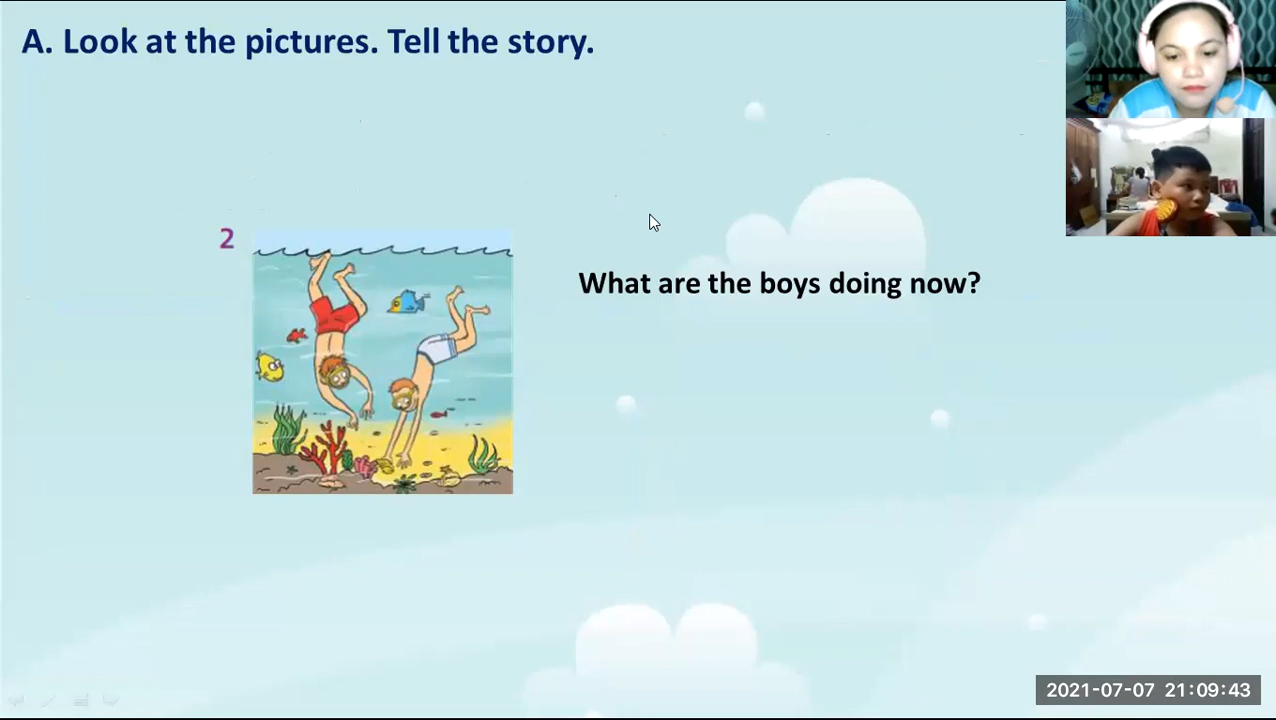 A. Look at the pictures. Tell the story.
2
What are the boys doing now?
2021-07-07 21:09:43